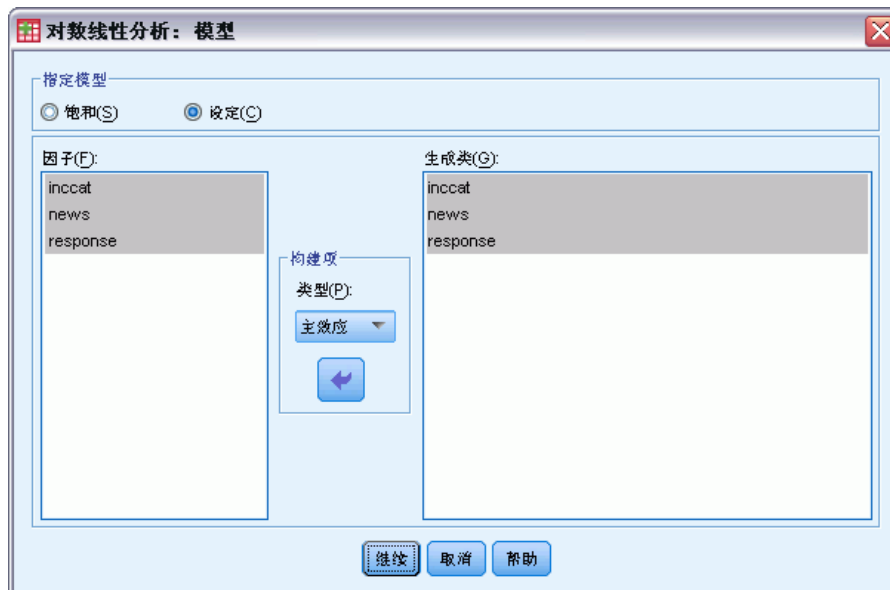 对数线性分析：模型
指定模型
饱和(S)
设定(C)
因子(F):
inccat
news
response
构建项
类型(P):
主效应
生成类(G):
inccat
news
response
继续
取消
帮助